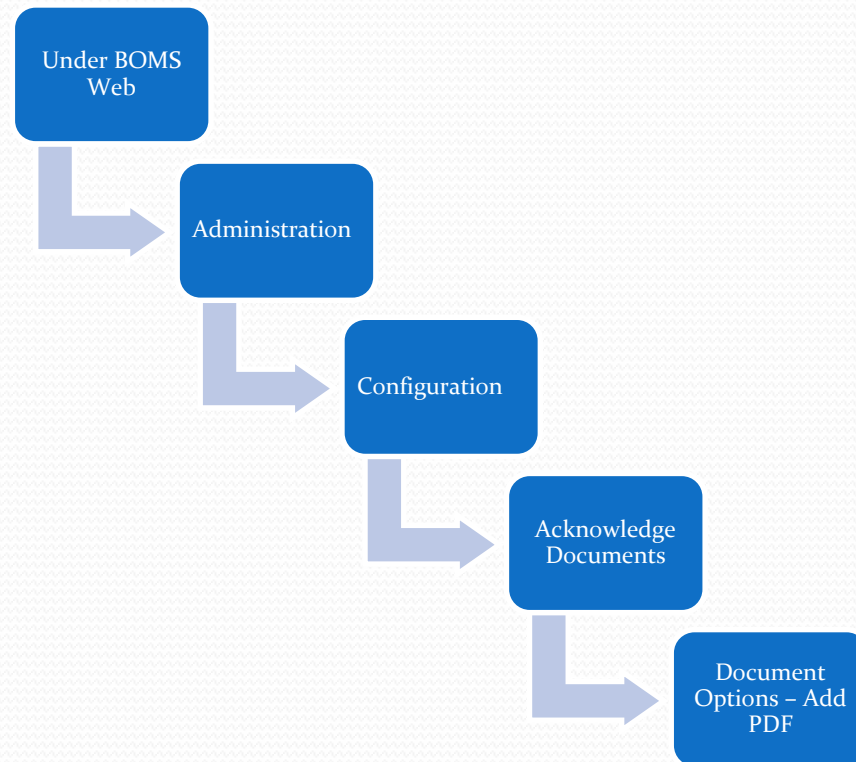 Under BOMS
Web
Administration
Configuration
Acknowledge
Documents
Document
Options – Add
PDF